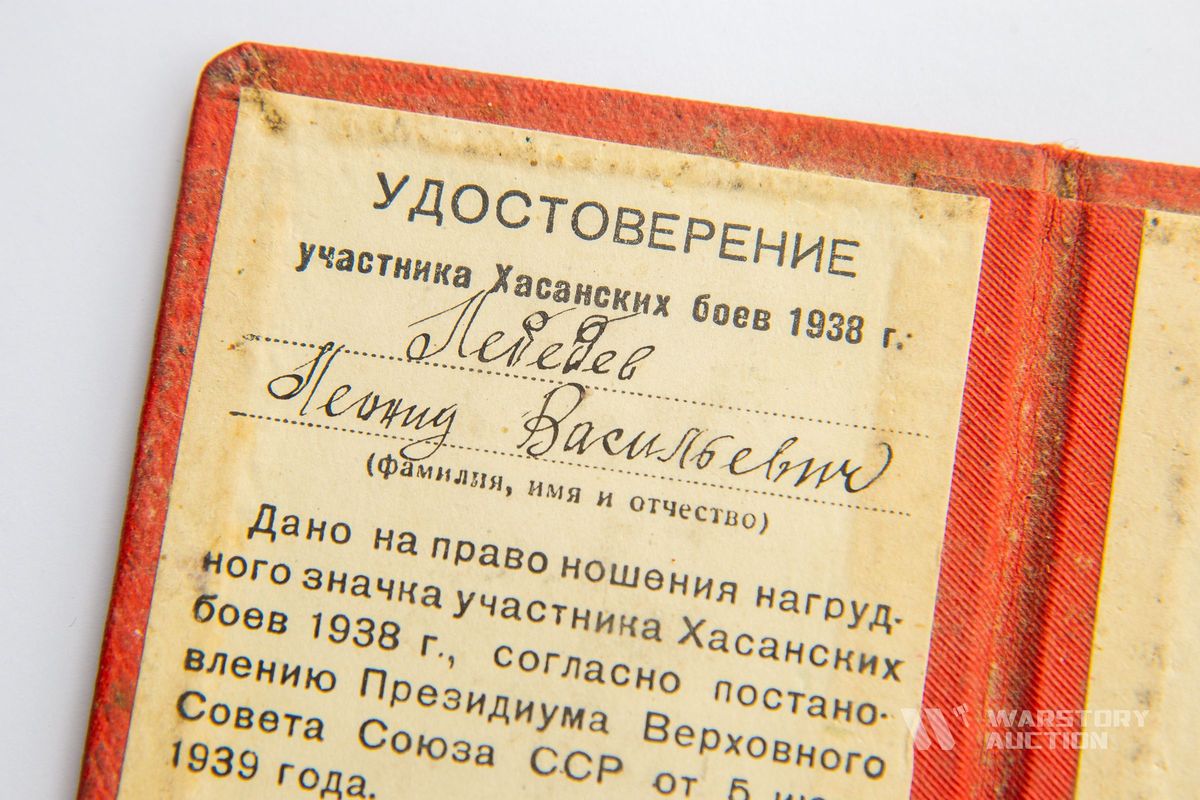 УДОСТОВЕРЕНИЕ
участника Хасанских боев 1938 г.:
Лебедев
Леонид Васильевич
(фамилия, имя и отчество)
Дано на право ношения нагруд-
ного значка участника Хасанских
боев 1938 г., согласно постано-
влению Президиума Верховного
Совета Союза ССР от 5
1939 года.
WARSTORY
AUCTION